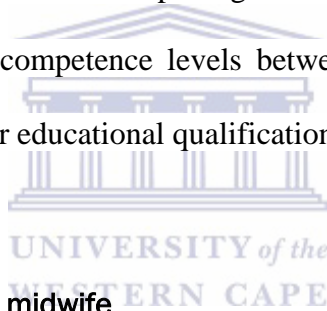 competence levels betwe
r educational qualification
UNIVERSITY of the
WESTERN CAPE
midwife